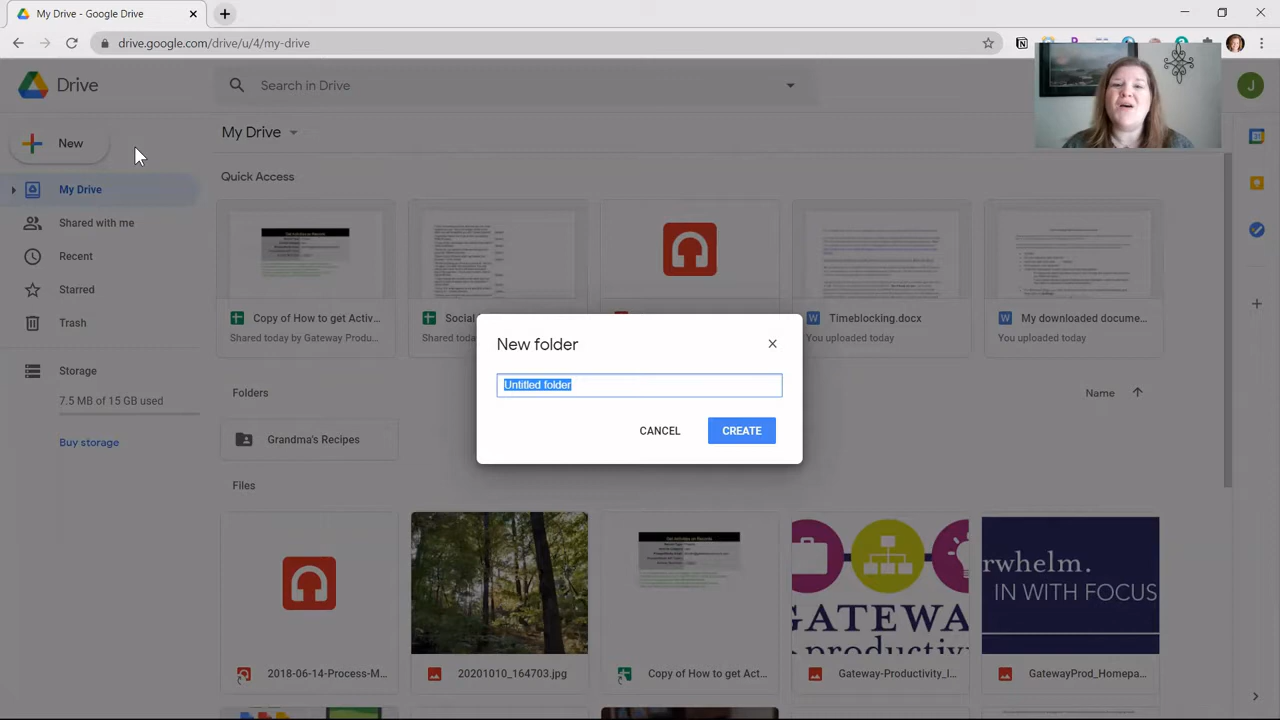 My Drive - Google Drive
drive.google.com/drive/u/4/my-drive
Drive
Search in Drive
J
New
My Drive
Shared with me
Recent
Starred
Trash
Storage
7.5 MB of 15 GB used
Buy storage
My Drive
Quick Access
Copy of How to get Activ...
Shared today by Gateway Produ...
Social
Shared today
Timeblocking.docx
You uploaded today
My downloaded docume...
You uploaded today
New folder
Untitled folder
CANCEL
CREATE
Folders
Name
Grandma's Recipes
Files
2018-06-14-Process-M...
20201010_164703.jpg
Copy of How to get Act...
GATEWA
Gateway-Productivity_l...
rwhelm.
IN WITH FOCUS
GatewayProd_Homepa...